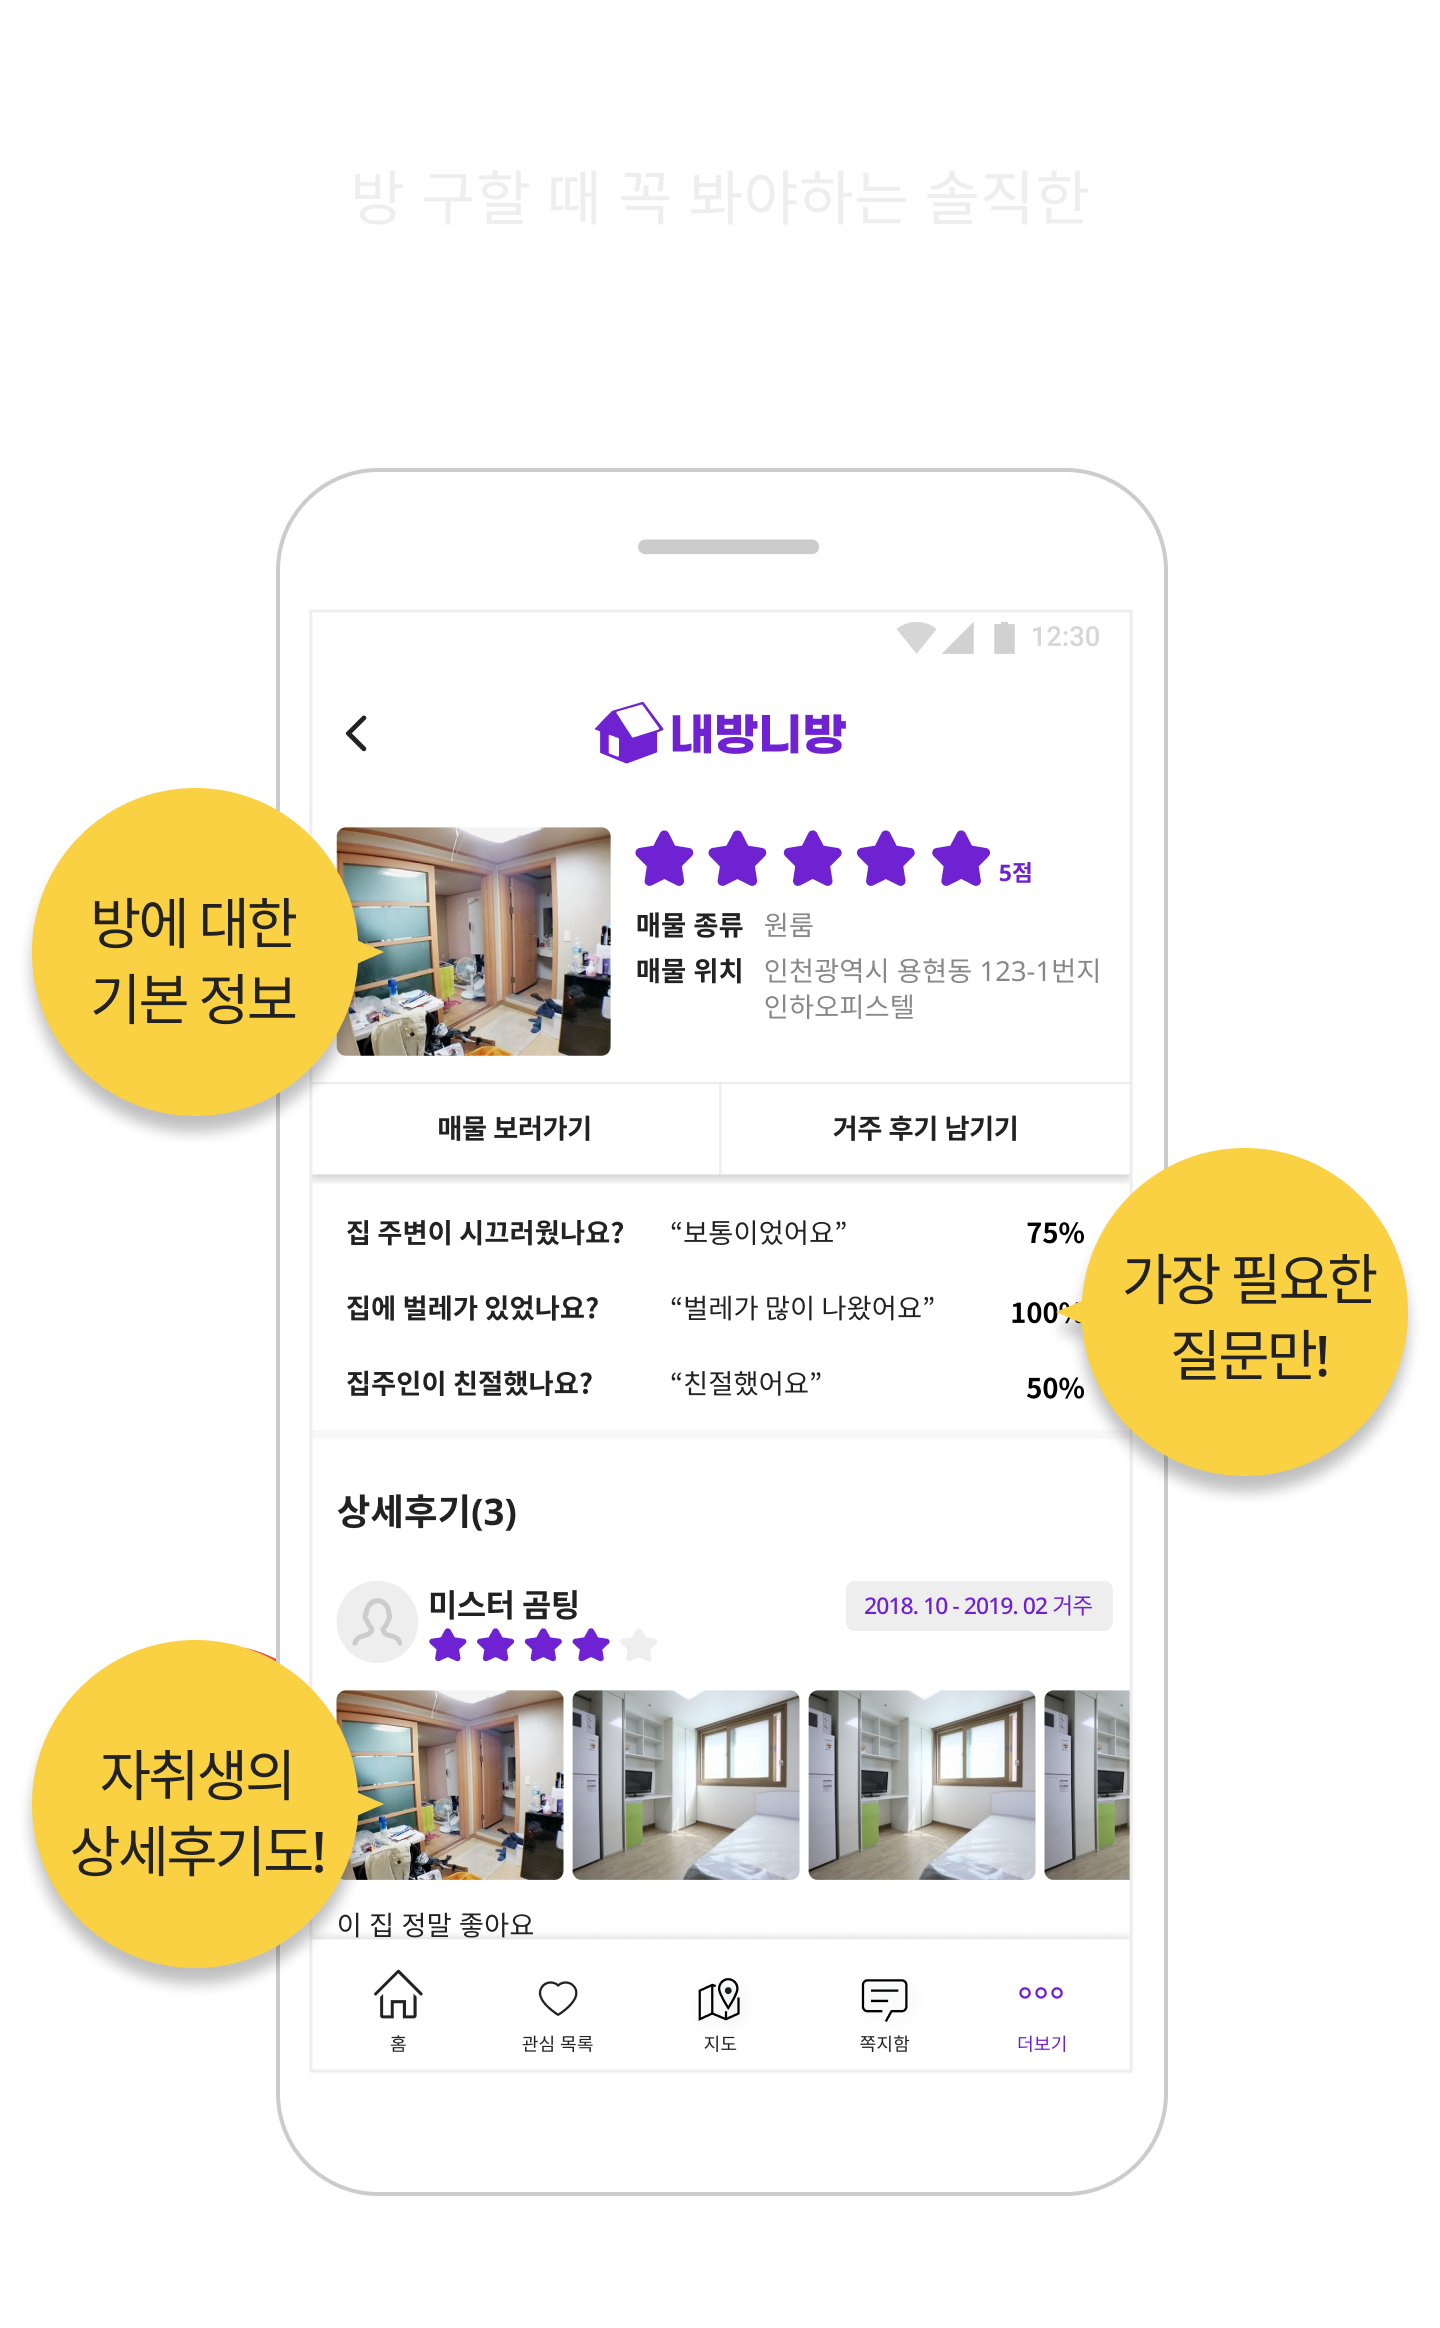 방 구할 때 꼭 봐야하는 솔직한
12:30
내방니방
방에 대한
기본 정보
5점
매물 종류 원룸
매물 위치 인천광역시 용현동 123-1번지
인하오피스텔
매물 보러가기 거주 후기 남기기
집 주변이 시끄러웠나요? “보통이었어요” 75%
집에 벌레가 있었나요? “벌레가 많이 나왔어요” 100%
집주인이 친절했나요? “친절했어요” 50%
가장 필요한
질문만!
상세후기(3)
미스터 곰팅
2018. 10 - 2019. 02 거주
자취생의
상세후기도!
이 집 정말 좋아요
홈 관심 목록 지도 쪽지함 더보기